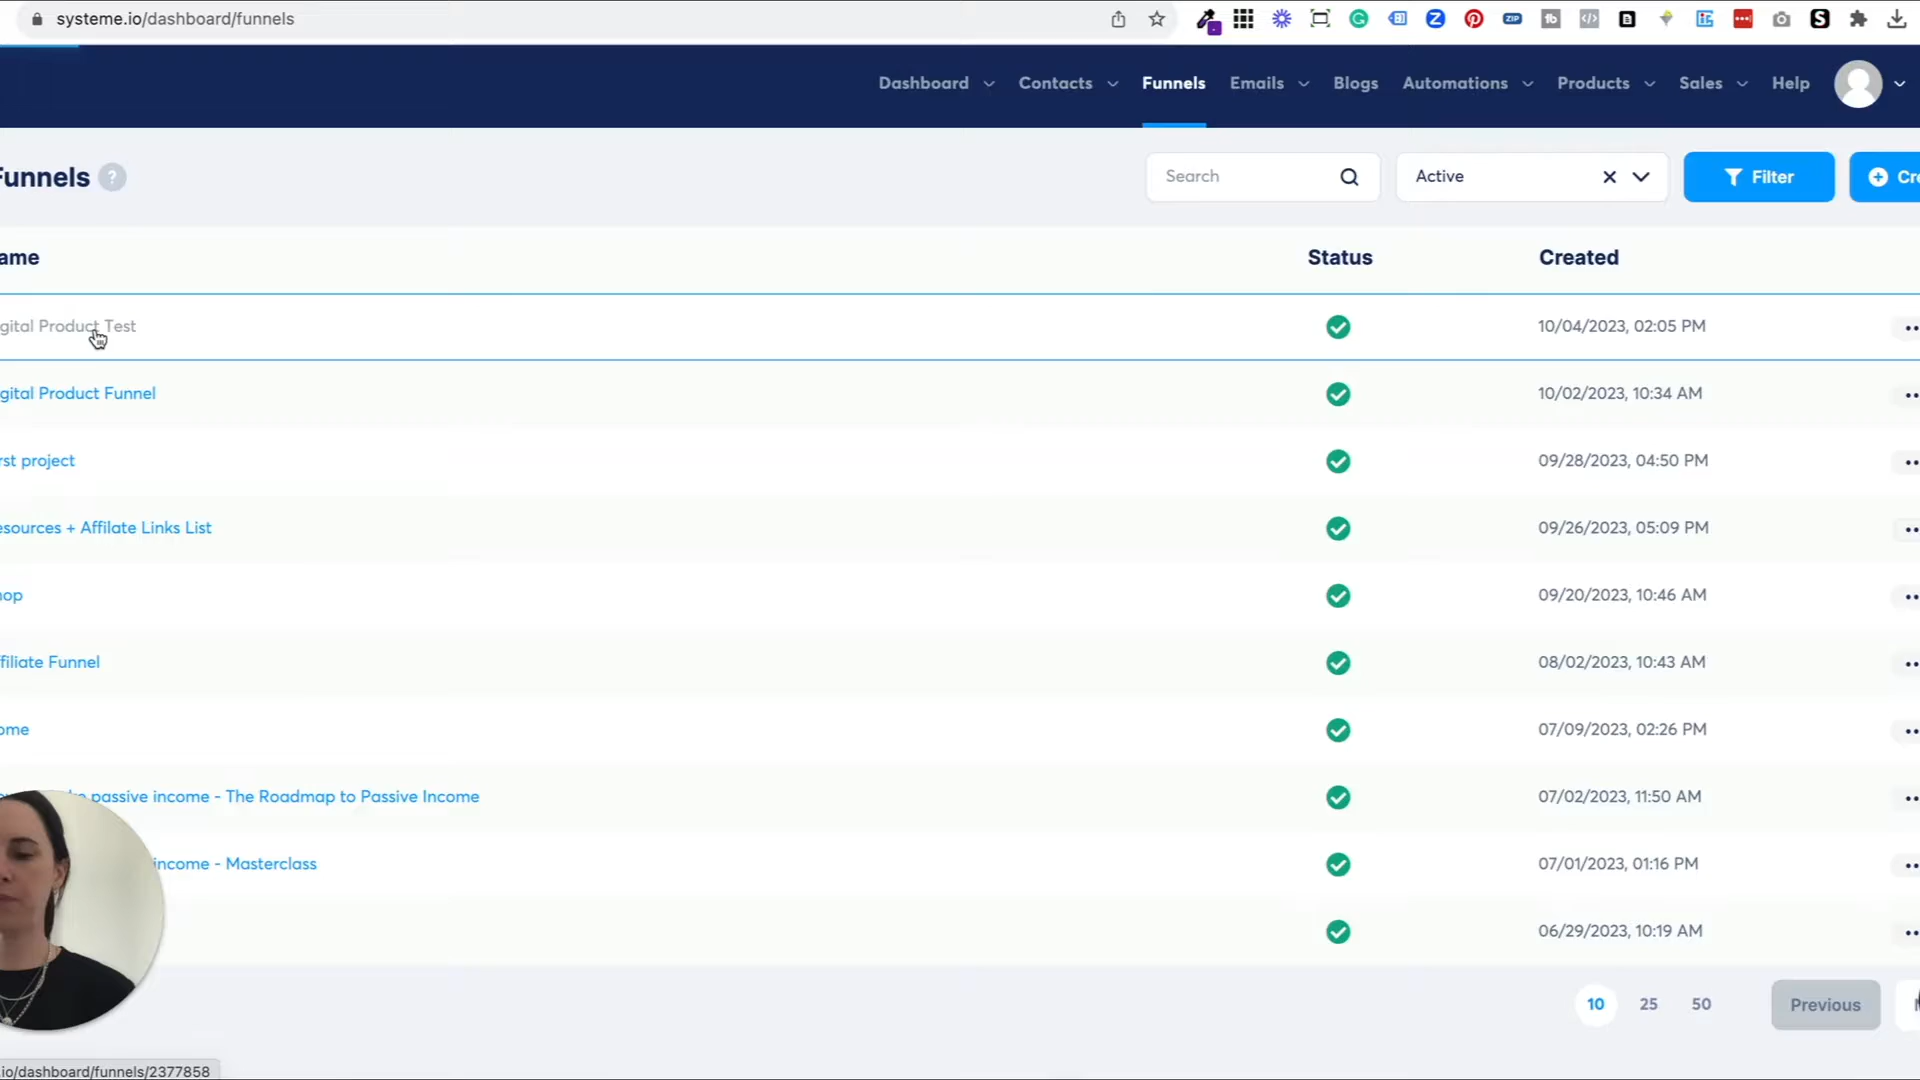 systeme.io/dashboard/funnels
Dashboard Contacts Funnels Emails Blogs Automations Products Sales Help
Funnels ?
Search
Active
Filter
Cre
ame Status Created
gital Product Test 10/04/2023, 02:05 PM
gital Product Funnel 10/02/2023, 10:34 AM
rst project 09/28/2023, 04:50 PM
esources + Affilate Links List 09/26/2023, 05:09 PM
hop 09/20/2023, 10:46 AM
filiate Funnel 08/02/2023, 10:43 AM
ome 07/09/2023, 02:26 PM
passive income - The Roadmap to Passive Income 07/02/2023, 11:50 AM
income - Masterclass 07/01/2023, 01:16 PM
06/29/2023, 10:19 AM
10 25 50 Previous
.io/dashboard/funnels/2377858